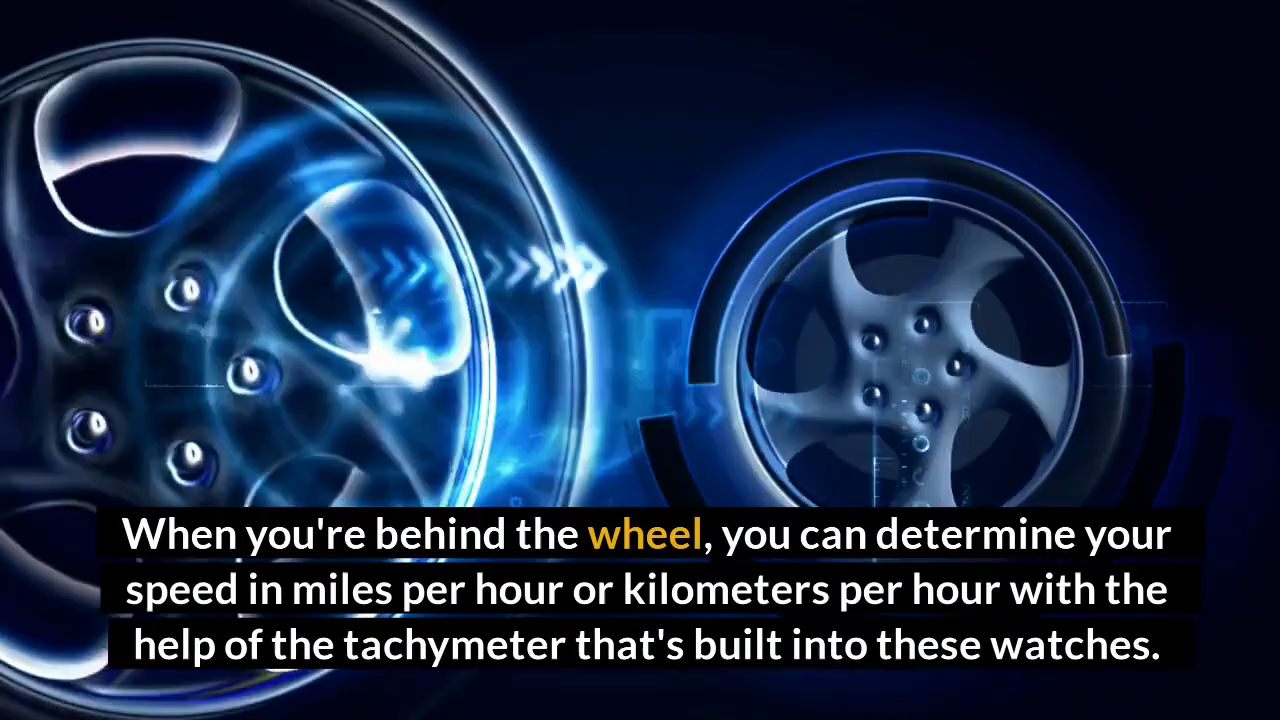 When you're behind the wheel, you can determine your
speed in miles per hour or kilometers per hour with the
help of the tachymeter that's built into these watches.